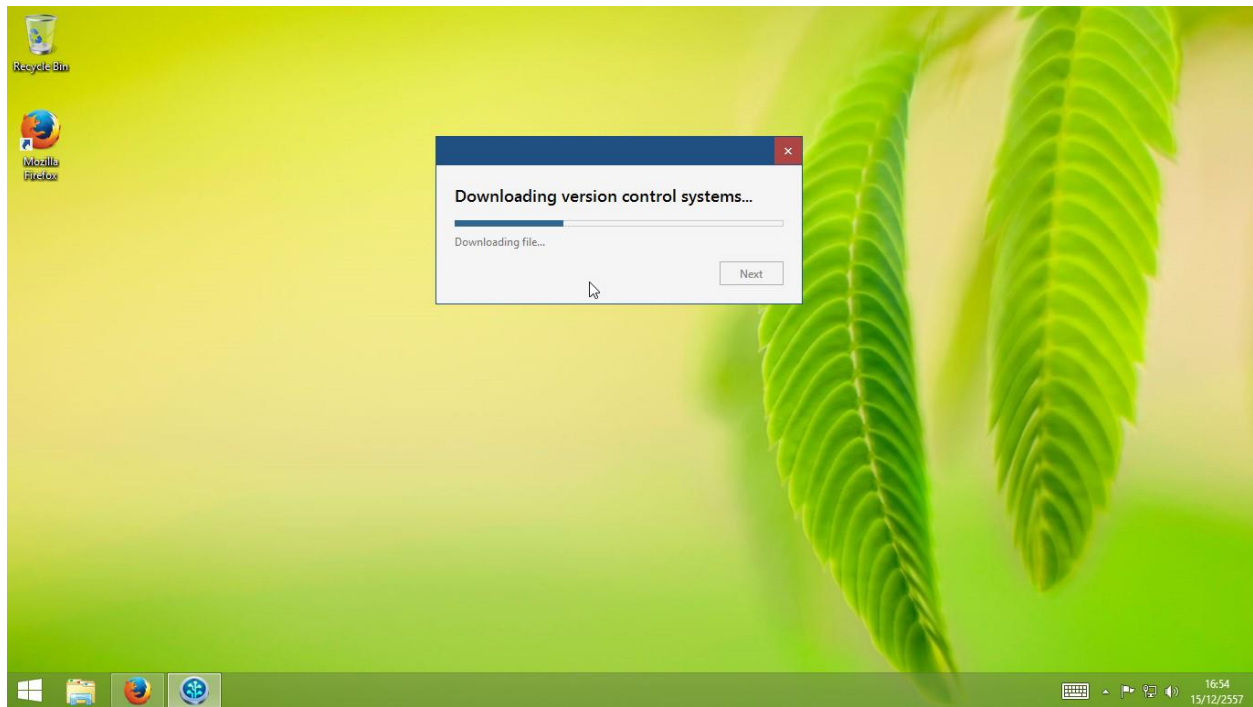 Recycle Bin
Mozilla
Firefox
Downloading version control systems...
Downloading file...
Next
16:54
15/12/2557